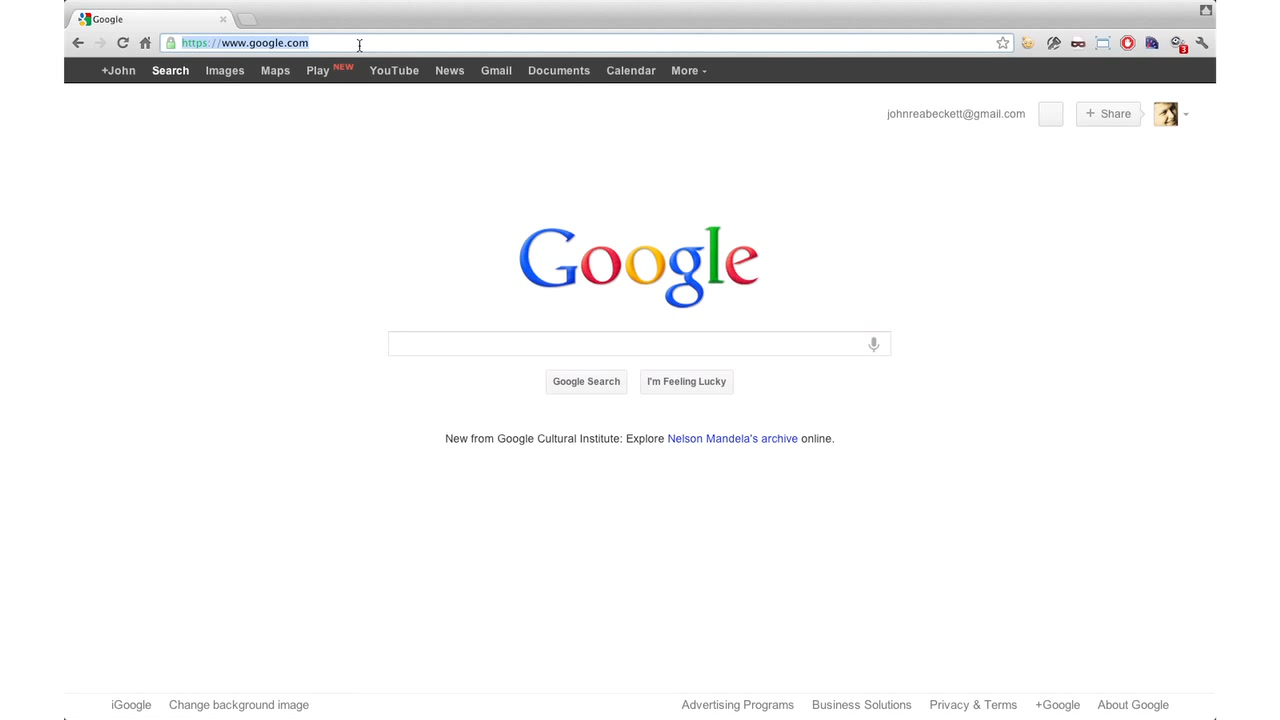 Google
https://www.google.com
3
+John Search Images Maps Play NEW YouTube News Gmail Documents Calendar More
johnreabeckett@gmail.com + Share
Google
Google Search I'm Feeling Lucky
New from Google Cultural Institute: Explore Nelson Mandela's archive online.
iGoogle Change background image Advertising Programs Business Solutions Privacy & Terms +Google About Google